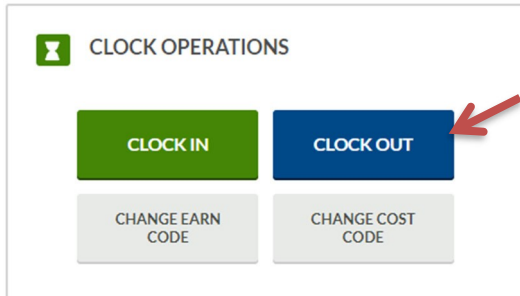 CLOCK OPERATIONS
CLOCK IN
CLOCK OUT
CHANGE EARN
CODE
CHANGE COST
CODE